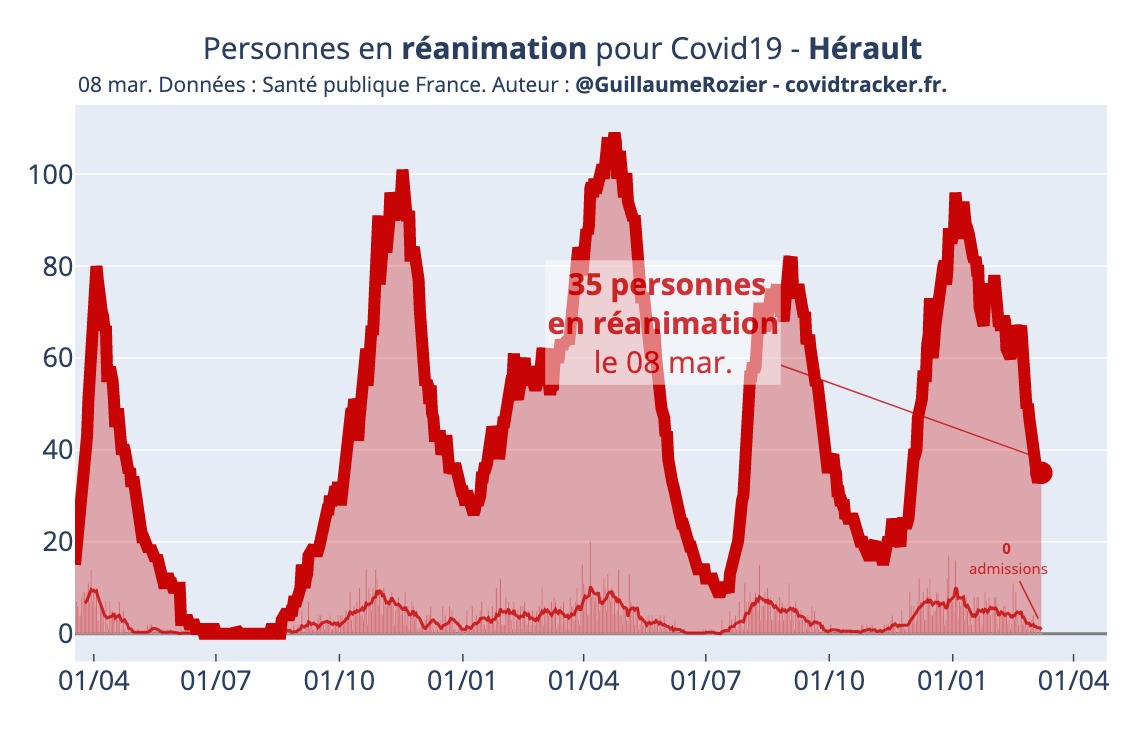 Personnes en réanimation pour Covid19 - Hérault
08 mar. Données : Santé publique France. Auteur : @GuillaumeRozier - covidtracker.fr.
100
80
60
40
20
0
35 personnes
en réanimation
le 08 mar.
0
admissions
01/04 01/07 01/10 01/01 01/04 01/07 01/10 01/01 01/04